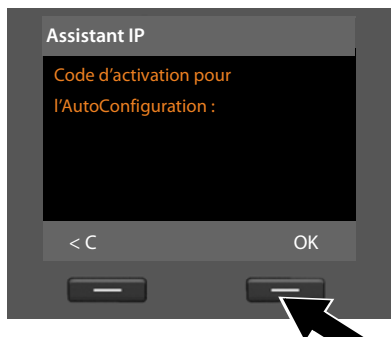 Assistant IP
Code d’activation pour
l’AutoConfiguration :
< C OK